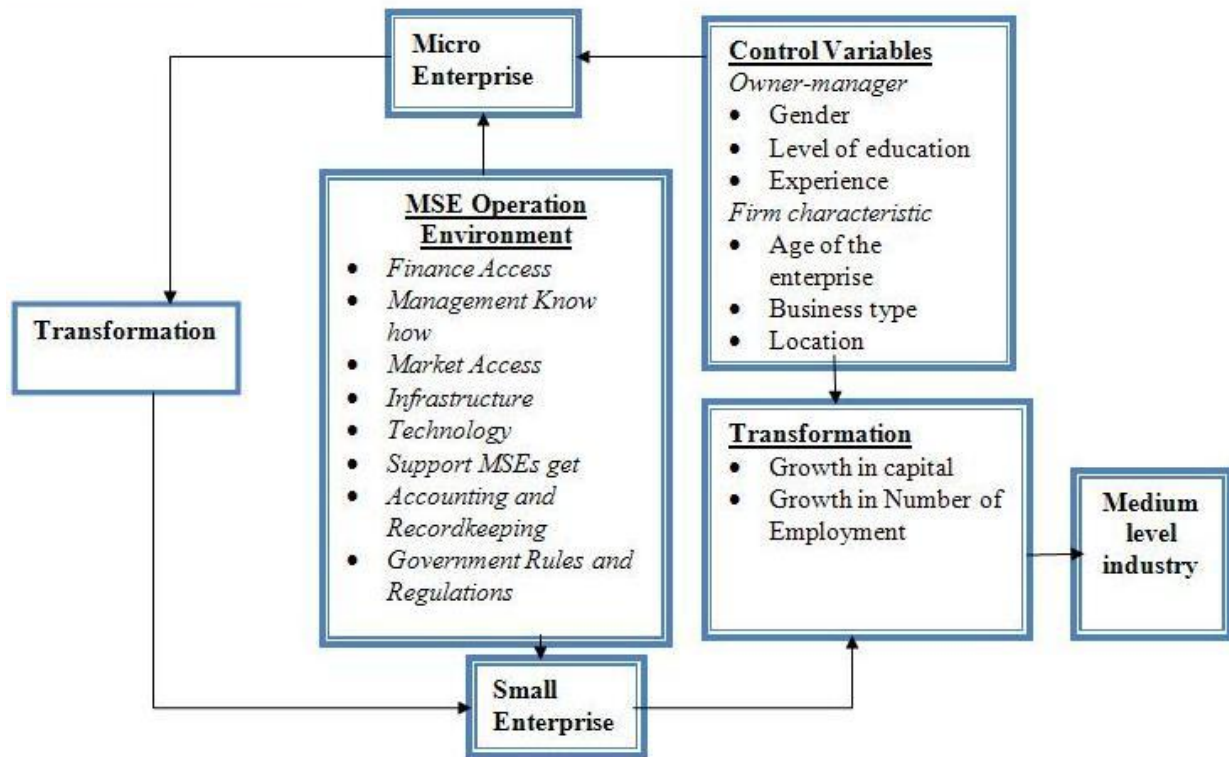 Micro
Enterprise
Control Variables
Owner-manager
• Gender
• Level of education
• Experience
Firm characteristic
• Age of the
enterprise
• Business type
• Location
MSE Operation
Environment
• Finance Access
• Management Know
how
• Market Access
• Infrastructure
• Technology
• Support MSEs get
• Accounting and
Recordkeeping
• Government Rules and
Regulations
Transformation
Transformation
• Growth in capital
• Growth in Number of
Employment
Medium
level
industry
Small
Enterprise